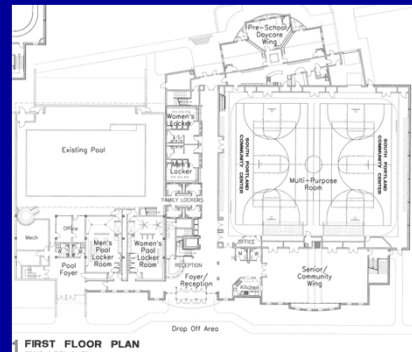 Pre-School
Daycare
Wing
Women's
Locker
Existing Pool
Men's
Locker
SOUTH PORTLAND
COMMUNITY CENTER
SOUTH PORTLAND
COMMUNITY CENTER
Multi-Purpose
Room
FAMILY LOCKERS
Office
Mech
Men's
Pool
Locker
Room
Women's
Pool
Locker
Room
Pool
Foyer
RECEPTION
OFFICE
Foyer/
Reception
Kitchen
Senior/
Community
Wing
Drop Off Area
FIRST FLOOR PLAN